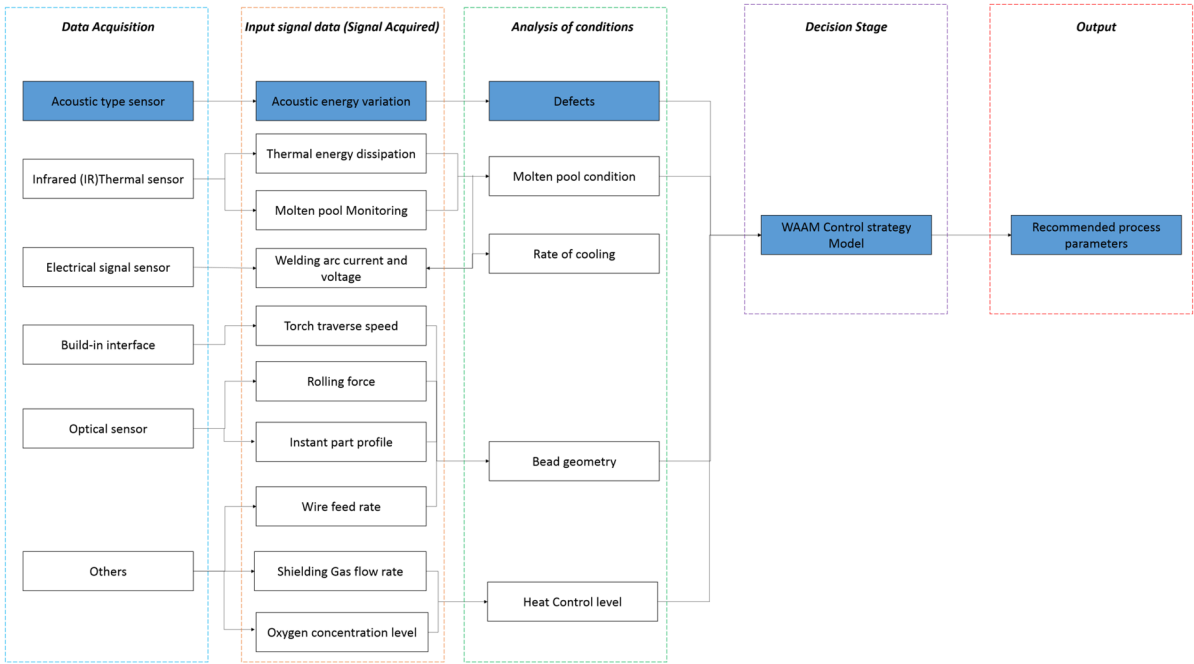 Data Acquisition
Input signal data (Signal Acquired)
Analysis of conditions
Decision Stage
Output
Acoustic type sensor
Acoustic energy variation
Defects
Infrared (IR)Thermal sensor
Thermal energy dissipation
Molten pool Monitoring
Molten pool condition
Electrical signal sensor
Welding arc current and
voltage
Rate of cooling
WAAM Control strategy
Model
Recommended process
parameters
Build-in interface
Torch traverse speed
Optical sensor
Rolling force
Instant part profile
Bead geometry
Others
Wire feed rate
Shielding Gas flow rate
Oxygen concentration level
Heat Control level